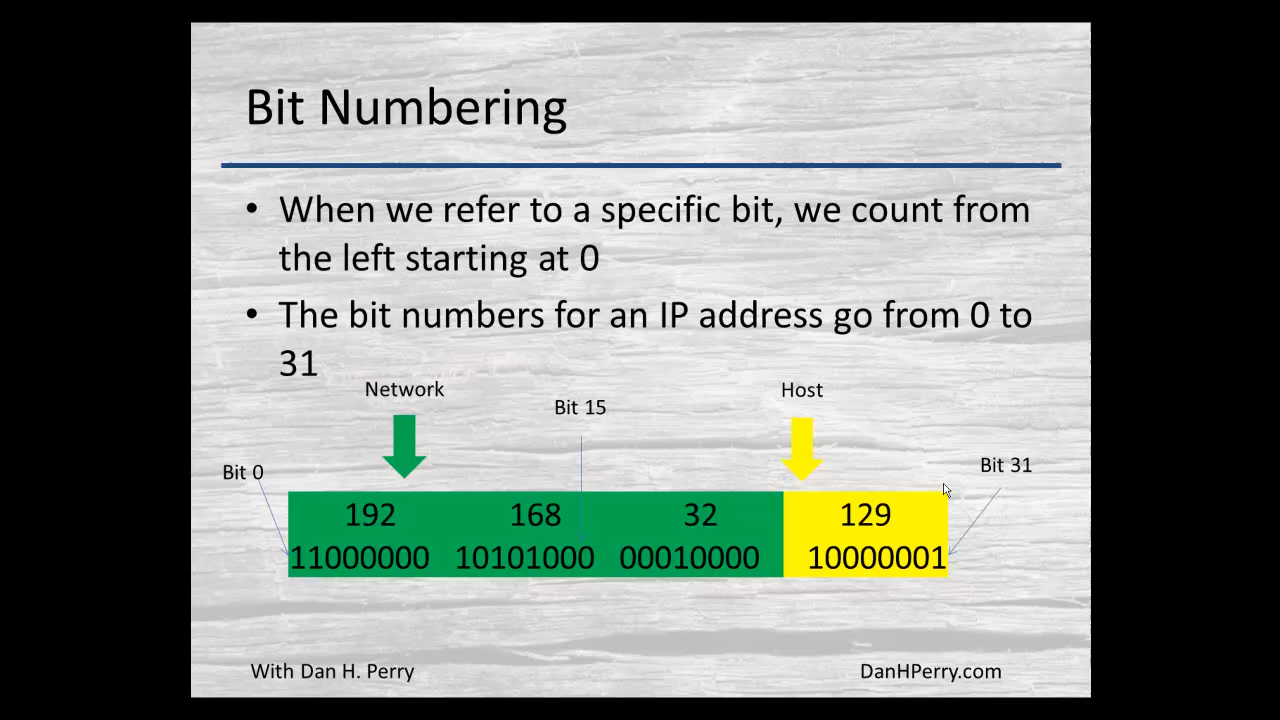 Bit Numbering
• When we refer to a specific bit, we count from
the left starting at 0
• The bit numbers for an IP address go from 0 to
31
Network
Host
Bit 15
Bit 0
Bit 31
192 168 32 129
11000000 10101000 00010000 10000001
With Dan H. Perry
DanHPerry.com